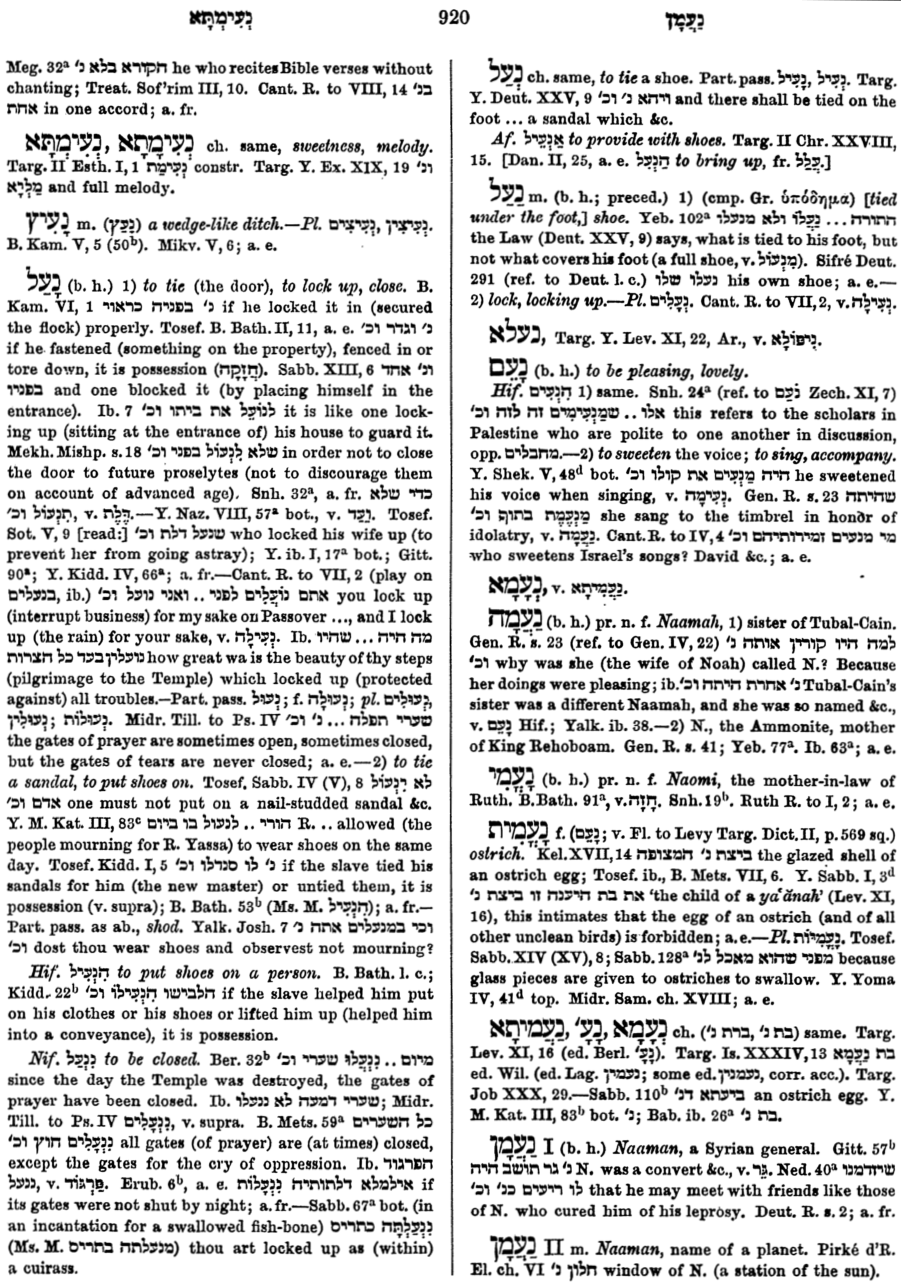 נְעִימְתָּא
920
נַעֲמָן
Meg. 32ᵃ הקורא בלא נ׳ he who recites Bible verses without
chanting; Treat. Sof'rim III, 10. Cant. R. to VIII, 14 בנ׳
אחת in one accord; a. fr.
נְעִימָתָא, נְעִימְתָּא ch. same, sweetness, melody.
Targ. II Esth. I, 1 נְעִימַת constr. Targ. Y. Ex. XIX, 19 ונ׳
מַלְיָא and full melody.
נָעִיץ m. (נָעַץ) a wedge-like ditch.—Pl. נְעִיצִין, נְעִיצִים.
B. Kam. V, 5 (50ᵇ). Mikv. V, 6; a. e.
נָעַל (b. h.) 1) to tie (the door), to lock up, close. B.
Kam. VI, 1 נ׳ בפניה כראוי if he locked it in (secured
the flock) properly. Tosef. B. Bath. II, 11, a. e. נ׳ וגדר וכ׳
if he fastened (something on the property), fenced in or
tore down, it is possession (חֲזָקָה). Sabb. XIII, 6 ונ׳ אחד
בפניו and one blocked it (by placing himself in the
entrance). Ib. 7 לנועל את ביתו וכ׳ it is like one lock-
ing up (sitting at the entrance of) his house to guard it.
Mekh. Mishp. s. 18 שלא לִנְעוֹל בפני וכ׳ in order not to close
the door to future proselytes (not to discourage them
on account of advanced age). Snh. 32ᵃ, a. fr. כדי שלא
תִנְעוֹל וכ׳, v. דֶּלֶת.—Y. Naz. VIII, 57ᵃ bot., v. נַעַד. Tosef.
Sot. V, 9 [read:] שנעל דלת וכ׳ who locked his wife up (to
prevent her from going astray); Y. ib. I, 17ᵃ bot.; Gitt.
90ᵃ; Y. Kidd. IV, 66ᵃ; a. fr.—Cant. R. to VII, 2 (play on
בנעלים, ib.) אתם נוֹעֲלִים לפני .. ואני נועל וכ׳ you lock up
(interrupt business) for my sake on Passover ..., and I lock
up (the rain) for your sake, v. נְעִילָה. Ib. מה היה ... שהיו
נועלין בעד כל הצרות how great wa is the beauty of thy steps
(pilgrimage to the Temple) which locked up (protected
against) all troubles.—Part. pass. נָעוּל; f. נְעוּלָה; pl. נְעוּלִים,
נְעוּלִין; נְעוּלוֹת. Midr. Till. to Ps. IV שערי תפלה ... נ׳ וכ׳
the gates of prayer are sometimes open, sometimes closed,
but the gates of tears are never closed; a. e.—2) to tie
a sandal, to put shoes on. Tosef. Sabb. IV (V), 8 לא יִנְעוֹל
אדם וכ׳ one must not put on a nail-studded sandal &c.
Y. M. Kat. III, 83ᶜ הורי .. לנעול בו ביום R. .. allowed (the
people mourning for R. Yassa) to wear shoes on the same
day. Tosef. Kidd. I, 5 נ׳ לו סנדלו וכ׳ if the slave tied his
sandals for him (the new master) or untied them, it is
possession (v. supra); B. Bath. 53ᵇ (Ms. M. הִנְעִיל); a. fr.—
Part. pass. as ab., shod. Yalk. Josh. 7 וכי במנעלים אתה נ׳
וכ׳ dost thou wear shoes and observest not mourning?
Hif. הִנְעִיל to put shoes on a person. B. Bath. l. c.;
Kidd. 22ᵇ הלבישו הִנְעִילוֹ וכ׳ if the slave helped him put
on his clothes or his shoes or lifted him up (helped him
into a conveyance), it is possession.
Nif. נִנְעַל to be closed. Ber. 32ᵇ מיום .. נִנְעֲלוּ שערי וכ׳
since the day the Temple was destroyed, the gates of
prayer have been closed. Ib. שערי דמעה לא ננעלו; Midr.
Till. to Ps. IV נִנְעָלִים, v. supra. B. Mets. 59ᵃ כל השערים
נִנְעָלִים חוץ וכ׳ all gates (of prayer) are (at times) closed,
except the gates for the cry of oppression. Ib. הפרגוד
ננעל, v. פַּרְגּוֹד. Erub. 6ᵇ, a. e. אילמלא דלתותיה נִנְעָלוֹת if
its gates were not shut by night; a. fr.—Sabb. 67ᵃ bot. (in
an incantation for a swallowed fish-bone) נִנְעַלְתָּה כתריס
(Ms. M. מנעלתה בתריס) thou art locked up as (within)
a cuirass.
נְעַל ch. same, to tie a shoe. Part. pass. נְעִיל, נָעֵיל. Targ.
Y. Deut. XXV, 9 ויהא נ׳ וכ׳ and there shall be tied on the
foot ... a sandal which &c.
Af. אַנְעֵיל to provide with shoes. Targ. II Chr. XXVIII,
15. [Dan. II, 25, a. e. הַנְעֵל to bring up, fr. עֲלַל.]
נַעַל m. (b. h.; preced.) 1) (cmp. Gr. ὑπόδημα) [tied
under the foot,] shoe. Yeb. 102ᵃ התורה ... נַעֲלוֹ ולא מנעלו
the Law (Deut. XXV, 9) says, what is tied to his foot, but
not what covers his foot (a full shoe, v. מִנְעוֹל). Sifré Deut.
291 (ref. to Deut. l. c.) נעלו שלו his own shoe; a. e.—
2) lock, locking up.—Pl. נְעָלִים. Cant. R. to VII, 2, v. נְעִילָה.
נעלא, Targ. Y. Lev. XI, 22, Ar., v. נִיפּוֹלָא.
נָעֵם (b. h.) to be pleasing, lovely.
Hif. הִנְעִים 1) same. Snh. 24ᵃ (ref. to נֹעַם Zech. XI, 7)
אלו .. שמַנְעִימִים זה לזה וכ׳ this refers to the scholars in
Palestine who are polite to one another in discussion,
opp. מחבלים.—2) to sweeten the voice; to sing, accompany.
Y. Shek. V, 48ᵈ bot. היה מַנְעִים את קולו וכ׳ he sweetened
his voice when singing, v. נְעִימָה. Gen. R. s. 23 שהיתה
מַנְעֶמֶת בתוף וכ׳ she sang to the timbrel in honor of
idolatry, v. נַעֲמָה. Cant. R. to IV, 4 מי מנעים זמירותיהם וכ׳
who sweetens Israel's songs? David &c.; a. e.
נַעֲמָא, v. נַעֲמִיתָא.
נַעֲמָה (b. h.) pr. n. f. Naamah, 1) sister of Tubal-Cain.
Gen. R. s. 23 (ref. to Gen. IV, 22) למה היו קורין אותה נ׳
וכ׳ why was she (the wife of Noah) called N.? Because
her doings were pleasing; ib. נ׳ אחרת היתה וכ׳ Tubal-Cain's
sister was a different Naamah, and she was so named &c.,
v. נָעֵם Hif.; Yalk. ib. 38.—2) N., the Ammonite, mother
of King Rehoboam. Gen. R. s. 41; Yeb. 77ᵃ. Ib. 63ᵃ; a. e.
נָעֳמִי (b. h.) pr. n. f. Naomi, the mother-in-law of
Ruth. B. Bath. 91ᵃ, v. חָזָה. Snh. 19ᵇ. Ruth R. to I, 2; a. e.
נַעֲמִית f. (נָעֵם; v. Fl. to Levy Targ. Dict. II, p. 569 sq.)
ostrich. Kel. XVII, 14 ביצת נ׳ המצופה the glazed shell of
an ostrich egg; Tosef. ib., B. Mets. VII, 6. Y. Sabb. I, 3ᵈ
את בת היענה זו ביצת נ׳ 'the child of a yaʿănah' (Lev. XI,
16), this intimates that the egg of an ostrich (and of all
other unclean birds) is forbidden; a. e.—Pl. נַעֲמִיּוֹת. Tosef.
Sabb. XIV (XV), 8; Sabb. 128ᵃ מפני שהוא מאכל לנ׳ because
glass pieces are given to ostriches to swallow. Y. Yoma
IV, 41ᵈ top. Midr. Sam. ch. XVIII; a. e.
נַעֲמָא, נָעֳ׳, נַעֲמִיתָא ch. (בת נ׳, ברת נ׳) same. Targ.
Lev. XI, 16 (ed. Berl. נָעֳ׳). Targ. Is. XXXIV, 13 בת נַעֲמָא
ed. Wil. (ed. Lag. נעמין; some ed. נעמנין, corr. acc.). Targ.
Job XXX, 29.—Sabb. 110ᵇ ביעתא דנ׳ an ostrich egg. Y.
M. Kat. III, 83ᵇ bot. נ׳; Bab. ib. 26ᵃ בת נ׳.
נַעֲמָן I (b. h.) Naaman, a Syrian general. Gitt. 57ᵇ
נ׳ גר תושב היה N. was a convert &c., v. גֵּר. Ned. 40ᵃ שיזדמנו
לו ריעים כנ׳ וכ׳ that he may meet with friends like those
of N. who cured him of his leprosy. Deut. R. s. 2; a. fr.
נַעֲמָן II m. Naaman, name of a planet. Pirké d'R.
El. ch. VI חלון נ׳ window of N. (a station of the sun).